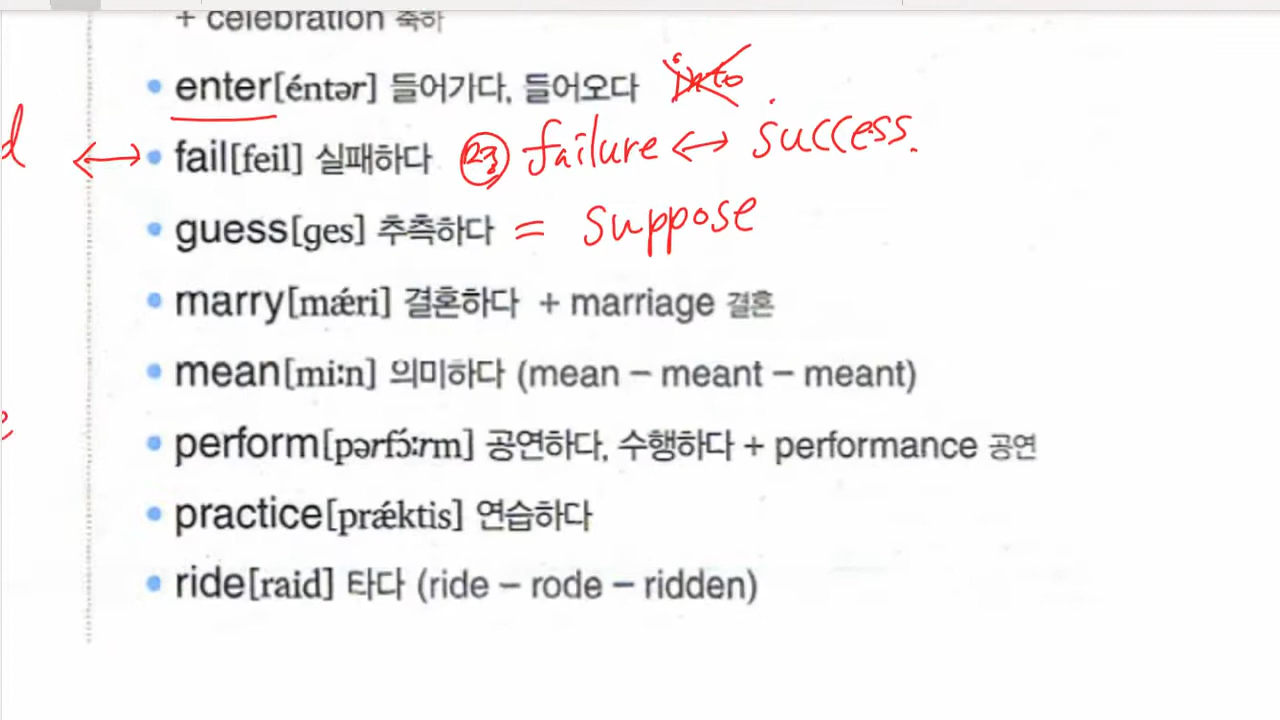 + celebration 축하
• enter[éntər] 들어가다, 들어오다 into
d ↔ • fail[feil] 실패하다 명 failure ↔ success.
• guess[ges] 추측하다 = suppose
• marry[mǽri] 결혼하다 + marriage 결혼
• mean[mi:n] 의미하다 (mean – meant – meant)
e
• perform[pərfɔ́:rm] 공연하다, 수행하다 + performance 공연
• practice[prǽktis] 연습하다
• ride[raid] 타다 (ride – rode – ridden)